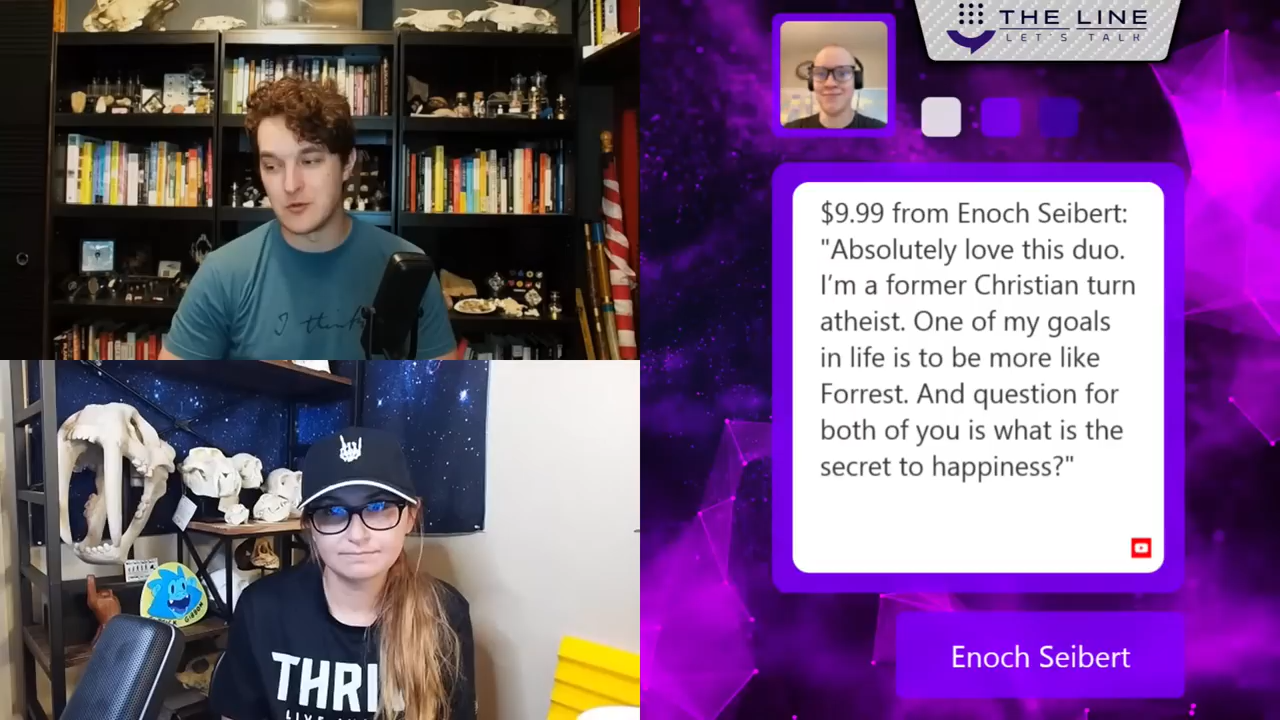 THE LINE
LET'S TALK
$9.99 from Enoch Seibert:
"Absolutely love this duo.
I'm a former Christian turn
atheist. One of my goals
in life is to be more like
Forrest. And question for
both of you is what is the
secret to happiness?"
Enoch Seibert
I think
THRI